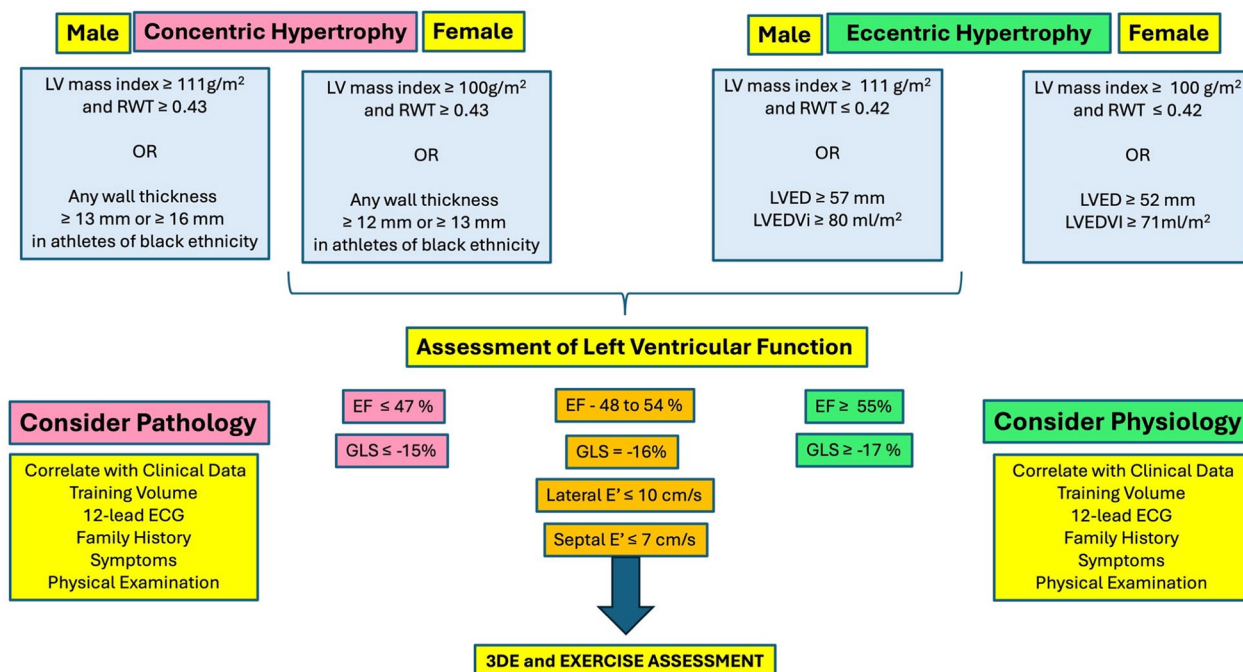 Male
Concentric Hypertrophy
Female
LV mass index ≥ 111g/m²
and RWT ≥ 0.43
OR
Any wall thickness
≥ 13 mm or ≥ 16 mm
in athletes of black ethnicity
LV mass index ≥ 100g/m²
and RWT ≥ 0.43
OR
Any wall thickness
≥ 12 mm or ≥ 13 mm
in athletes of black ethnicity
Male
Eccentric Hypertrophy
Female
LV mass index ≥ 111 g/m²
and RWT ≤ 0.42
OR
LVED ≥ 57 mm
LVEDVi ≥ 80 ml/m²
LV mass index ≥ 100 g/m²
and RWT ≤ 0.42
OR
LVED ≥ 52 mm
LVEDVI ≥ 71ml/m²
Assessment of Left Ventricular Function
Consider Pathology
Correlate with Clinical Data
Training Volume
12-lead ECG
Family History
Symptoms
Physical Examination
EF ≤ 47 %
GLS ≤ -15%
EF - 48 to 54 %
GLS = -16%
Lateral E' ≤ 10 cm/s
Septal E' ≤ 7 cm/s
EF ≥ 55%
GLS ≥ -17 %
Consider Physiology
Correlate with Clinical Data
Training Volume
12-lead ECG
Family History
Symptoms
Physical Examination
3DE and EXERCISE ASSESSMENT